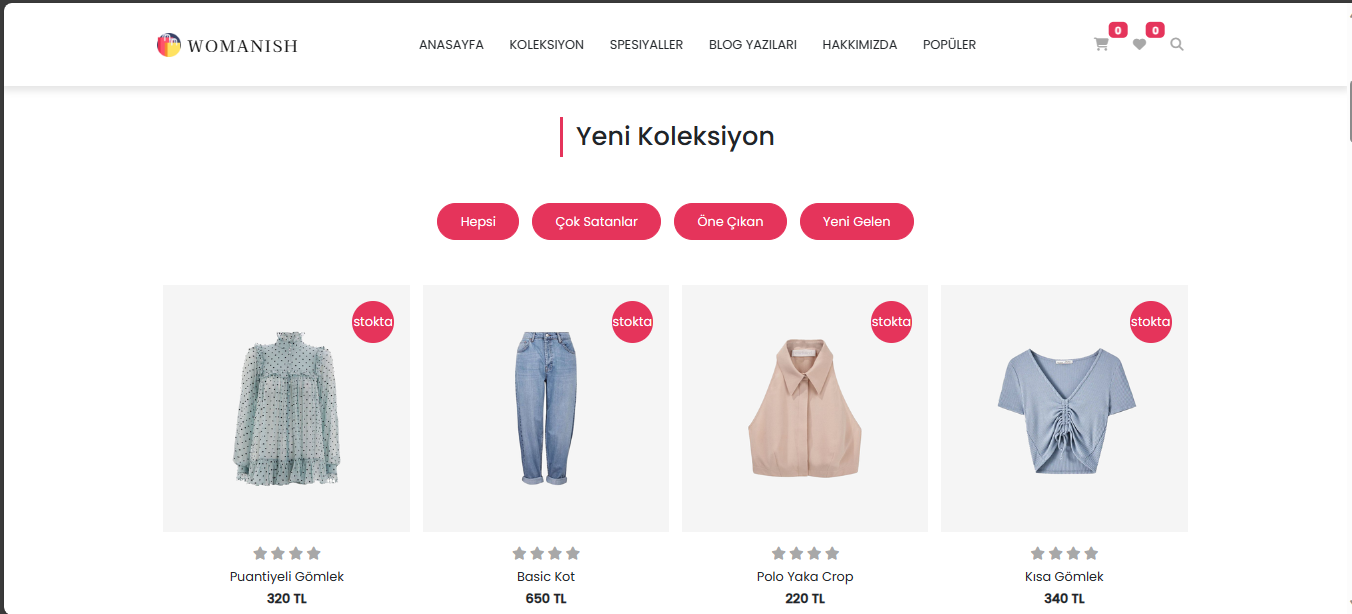 WOMANISH
ANASAYFA KOLEKSIYON SPESIYALLER BLOG YAZILARI HAKKIMIZDA POPÜLER
0 0
Yeni Koleksiyon
Hepsi Çok Satanlar Öne Çıkan Yeni Gelen
stokta stokta stokta stokta
Puantiyeli Gömlek Basic Kot Polo Yaka Crop Kısa Gömlek
320 TL 650 TL 220 TL 340 TL